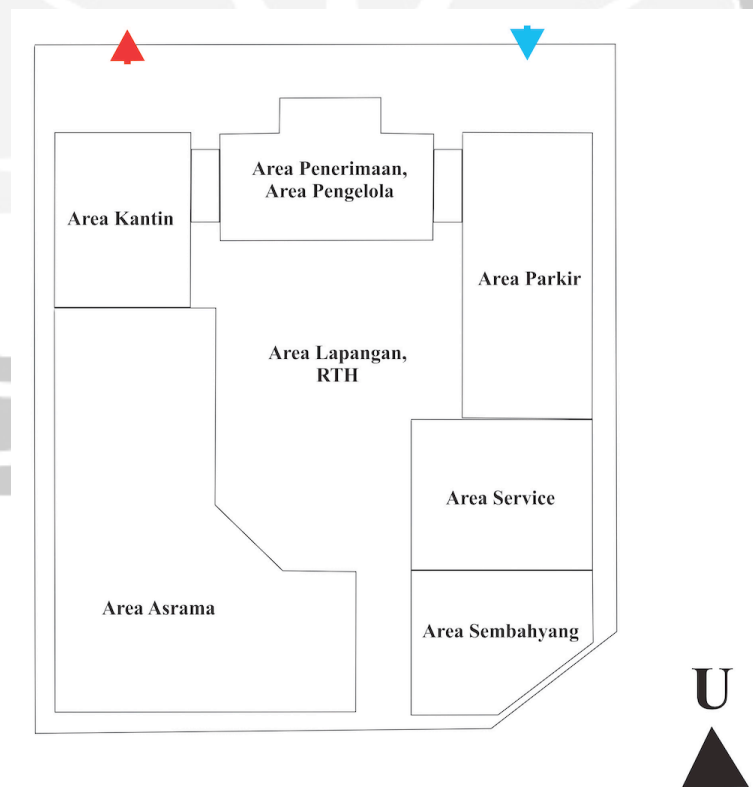 Area Penerimaan,
Area Pengelola
Area Kantin
Area Parkir
Area Lapangan,
RTH
Area Service
Area Asrama
Area Sembahyang
U